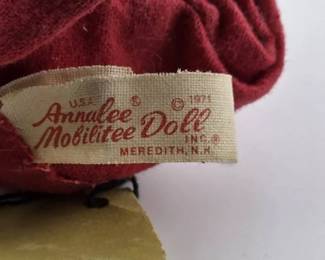 U.S.A. © 1971
Annalee ®
Mobilitee Doll
INC.®
MEREDITH, N.H.